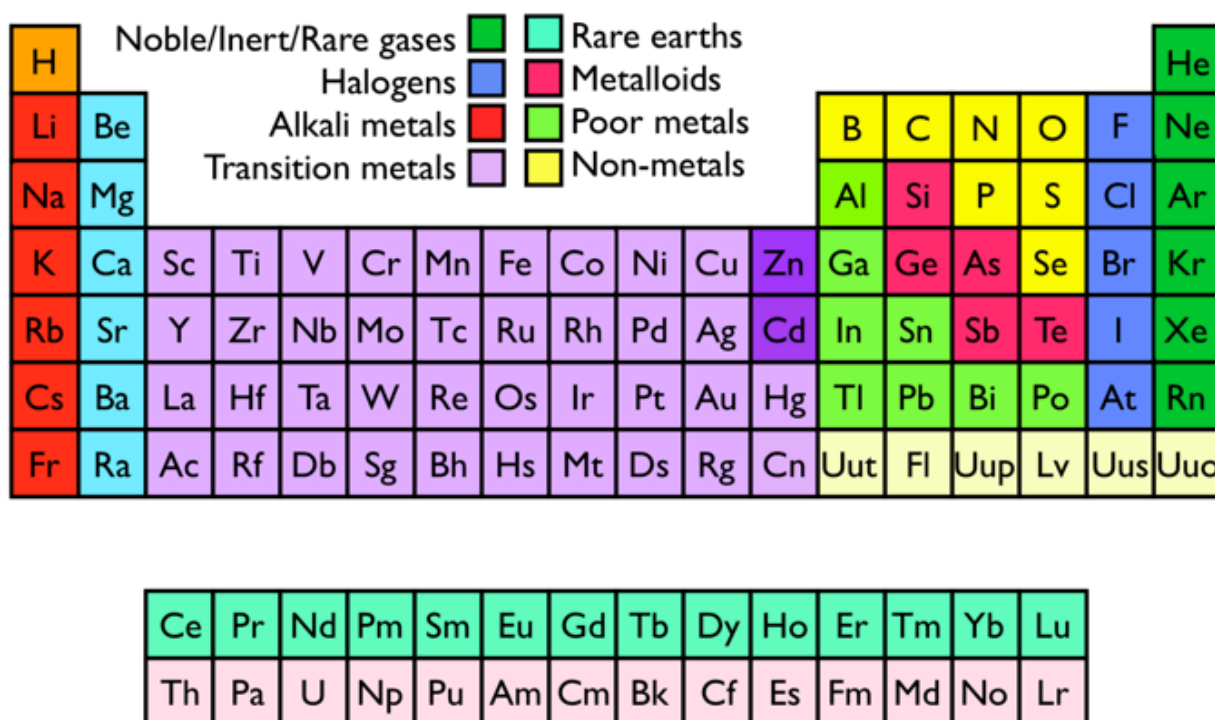 Noble/Inert/Rare gases Rare earths
H Halogens Metalloids He
Li Be Alkali metals Poor metals B C N O F Ne
Transition metals Non-metals
Na Mg Al Si P S Cl Ar
K Ca Sc Ti V Cr Mn Fe Co Ni Cu Zn Ga Ge As Se Br Kr
Rb Sr Y Zr Nb Mo Tc Ru Rh Pd Ag Cd In Sn Sb Te I Xe
Cs Ba La Hf Ta W Re Os Ir Pt Au Hg Tl Pb Bi Po At Rn
Fr Ra Ac Rf Db Sg Bh Hs Mt Ds Rg Cn Uut Fl Uup Lv Uus Uuo
Ce Pr Nd Pm Sm Eu Gd Tb Dy Ho Er Tm Yb Lu
Th Pa U Np Pu Am Cm Bk Cf Es Fm Md No Lr